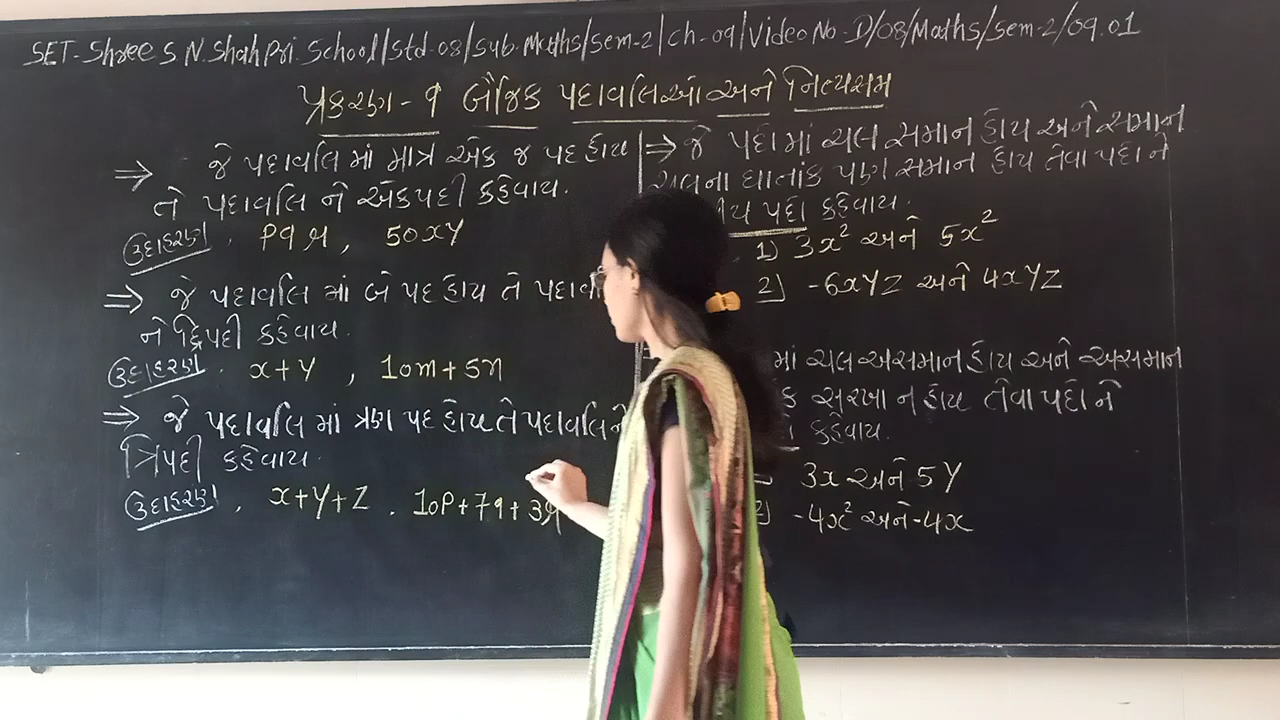 SET-Shree S N. Shah Pri. School/Std-08/Sub-Maths/Sem-2/Ch-09/Video No-D/08/Maths/Sem-2/09.01
પ્રકરણ-૧ બૈજિક પદાવલિઓ અને નિત્યસમ
⇒ જે પદાવલિ માં માત્ર એક જ પદ હોય
તે પદાવલિ ને એકપદી કહેવાય.
ઉદાહરણ. pqr, 50xy
⇒ જે પદાવલિ માં બે પદ હોય તે
ને દ્વિપદી કહેવાય.
ઉદાહરણ. x+y, 10m+5n
⇒ જે પદાવલિ માં ત્રણ પદ હોય તે પદાવલિ ને
ત્રિપદી કહેવાય.
ઉદાહરણ. x+y+z, 10p+7q+3r
⇒ જે પદોમાં ચલ સમાન હોય અને સમાન
ચલના ઘાતાંક પણ સમાન હોય તેવા પદોને
પદો કહેવાય.
1) 3x² અને 5x²
2) -6xyz અને 4xyz
માં ચલ અસમાન હોય અને અસમાન
સરખા ન હોય તેવા પદોને
કહેવાય.
3x અને 5y
2) -4x² અને -4x